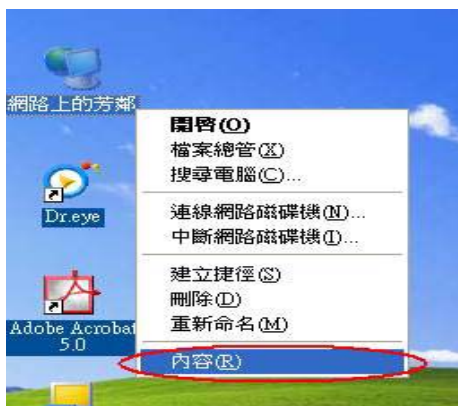 網路上的芳鄰
Dr.eye
Adobe Acrobat
5.0
開啓(O)
檔案總管(X)
搜尋電腦(C)...
連線網路磁碟機(N)...
中斷網路磁碟機(I)...
建立捷徑(S)
刪除(D)
重新命名(M)
內容(R)